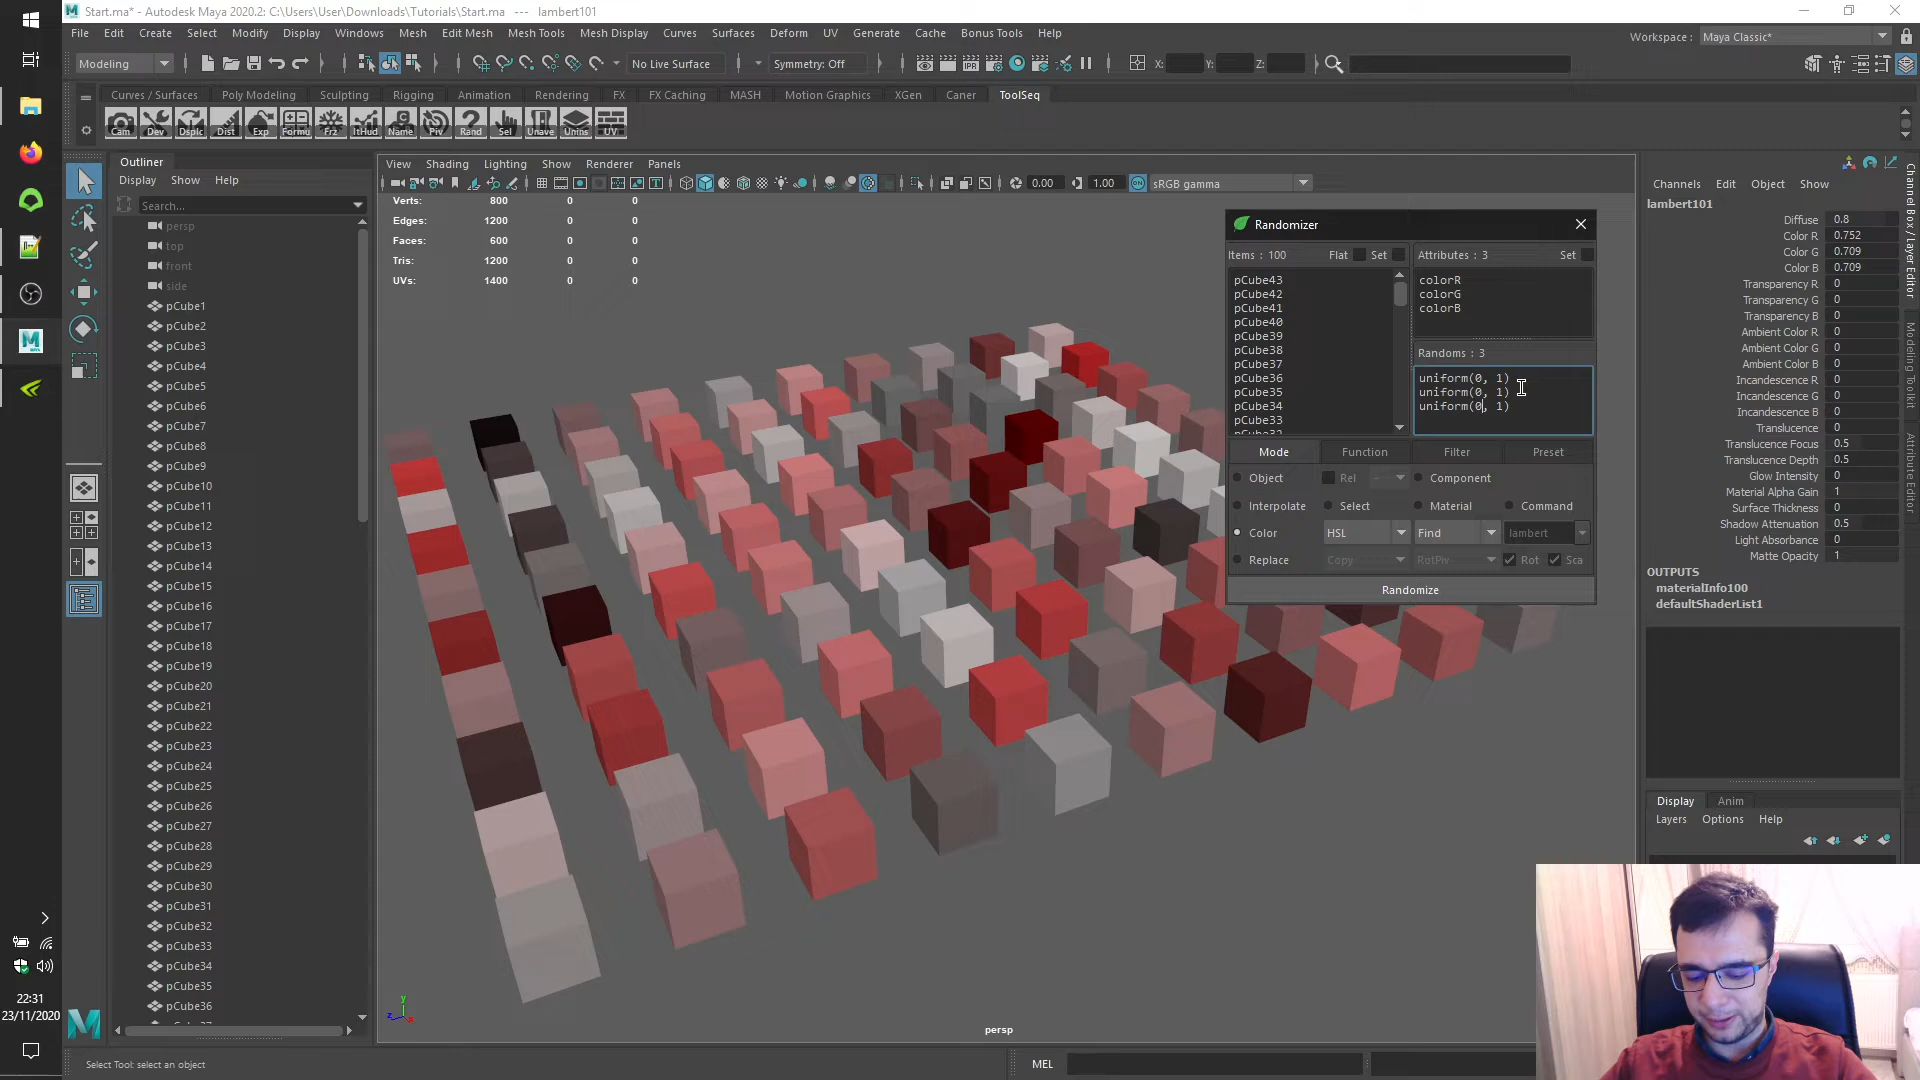 Start.ma* - Autodesk Maya 2020.2: C:\Users\User\Downloads\Tutorials\Start.ma   ---   lambert101
File Edit Create Select Modify Display Windows Mesh Edit Mesh Mesh Tools Mesh Display Curves Surfaces Deform UV Generate Cache Bonus Tools Help
Workspace : Maya Classic*
Modeling
No Live Surface
Symmetry: Off
X: Y: Z:
Curves / Surfaces Poly Modeling Sculpting Rigging Animation Rendering FX FX Caching MASH Motion Graphics XGen Caner ToolSeq
Cam Dev Dsplc Dist Exp Formu Frz ItHud Name Piv Rand Sel Unave Unins UV
Outliner
Display Show Help
Search...
persp
top
front
side
pCube1
pCube2
pCube3
pCube4
pCube5
pCube6
pCube7
pCube8
pCube9
pCube10
pCube11
pCube12
pCube13
pCube14
pCube15
pCube16
pCube17
pCube18
pCube19
pCube20
pCube21
pCube22
pCube23
pCube24
pCube25
pCube26
pCube27
pCube28
pCube29
pCube30
pCube31
pCube32
pCube33
pCube34
pCube35
pCube36
View Shading Lighting Show Renderer Panels
0.00
1.00
ON
sRGB gamma
Verts: 800 0 0
Edges: 1200 0 0
Faces: 600 0 0
Tris: 1200 0 0
UVs: 1400 0 0
persp
y
z
x
Randomizer
Items : 100 Flat Set
pCube43
pCube42
pCube41
pCube40
pCube39
pCube38
pCube37
pCube36
pCube35
pCube34
pCube33
pCube32
Attributes : 3 Set
colorR
colorG
colorB
Randoms : 3
uniform(0, 1)
uniform(0, 1)
uniform(0, 1)
Mode Function Filter Preset
Object Rel - Component
Interpolate Select Material Command
Color HSL Find lambert
Replace Copy RotPiv Rot Sca
Randomize
Channels Edit Object Show
lambert101
Diffuse 0.8
Color R 0.752
Color G 0.709
Color B 0.709
Transparency R 0
Transparency G 0
Transparency B 0
Ambient Color R 0
Ambient Color G 0
Ambient Color B 0
Incandescence R 0
Incandescence G 0
Incandescence B 0
Translucence 0
Translucence Focus 0.5
Translucence Depth 0.5
Glow Intensity 0
Material Alpha Gain 1
Surface Thickness 0
Shadow Attenuation 0.5
Light Absorbance 0
Matte Opacity 1
OUTPUTS
materialInfo100
defaultShaderList1
Display Anim
Layers Options Help
Channel Box / Layer Editor
Modeling Toolkit
Attribute Editor
22:31
23/11/2020
Select Tool: select an object
MEL